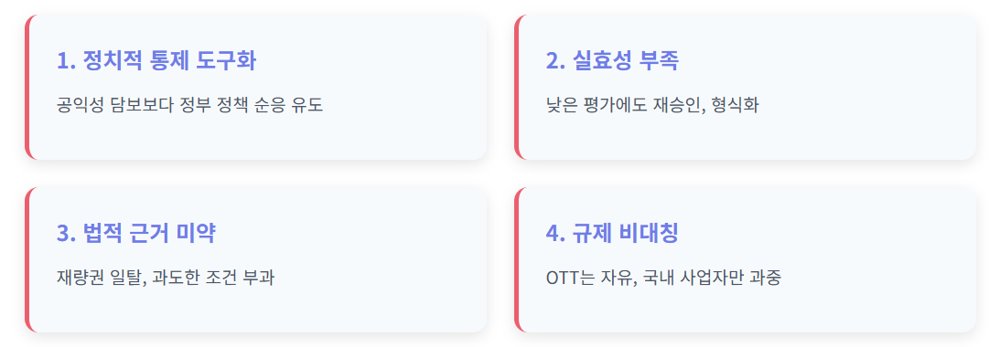 1. 정치적 통제 도구화
공익성 담보보다 정부 정책 순응 유도
2. 실효성 부족
낮은 평가에도 재승인, 형식화
3. 법적 근거 미약
재량권 일탈, 과도한 조건 부과
4. 규제 비대칭
OTT는 자유, 국내 사업자만 과중